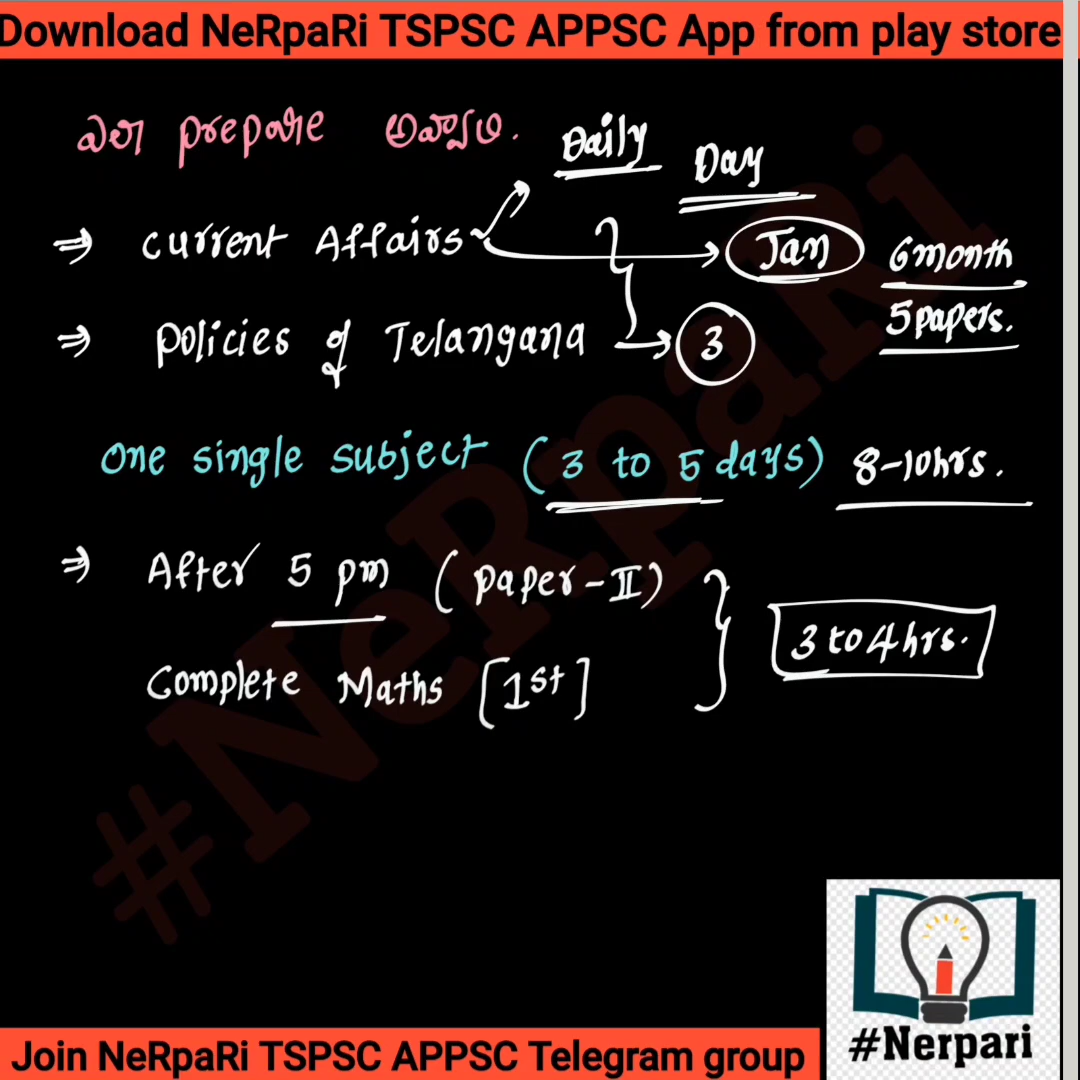 Download NeRpaRi TSPSC APPSC App from play store
ఎలా prepare అవ్వాలి. Daily Day
⇒ Current Affairs Jan 6month
5papers.
⇒ Policies of Telangana → 3
One single subject (3 to 5 days) 8-10hrs.
⇒ After 5 pm (paper-II)
3 to 4hrs.
Complete Maths [1st]
#NeRpaRi
#Nerpari
Join NeRpaRi TSPSC APPSC Telegram group